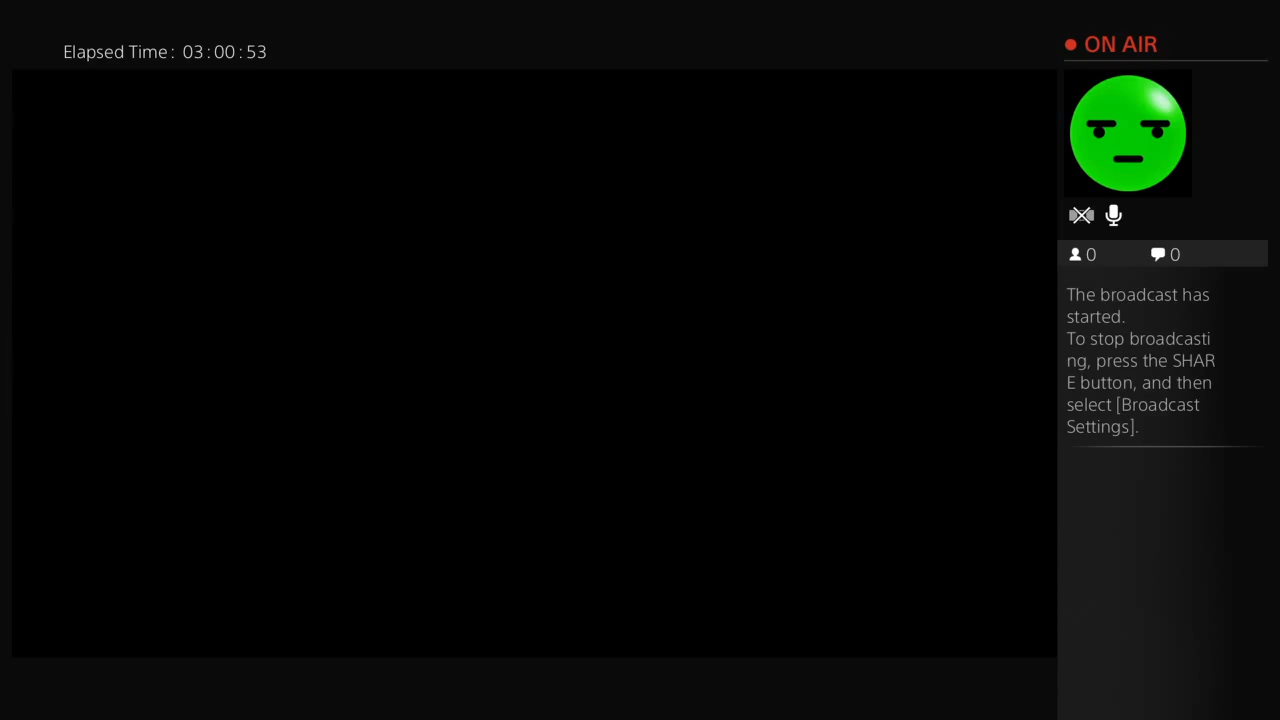 Elapsed Time: 03:00:53
ON AIR
0 0
The broadcast has
started.
To stop broadcasti
ng, press the SHAR
E button, and then
select [Broadcast
Settings].